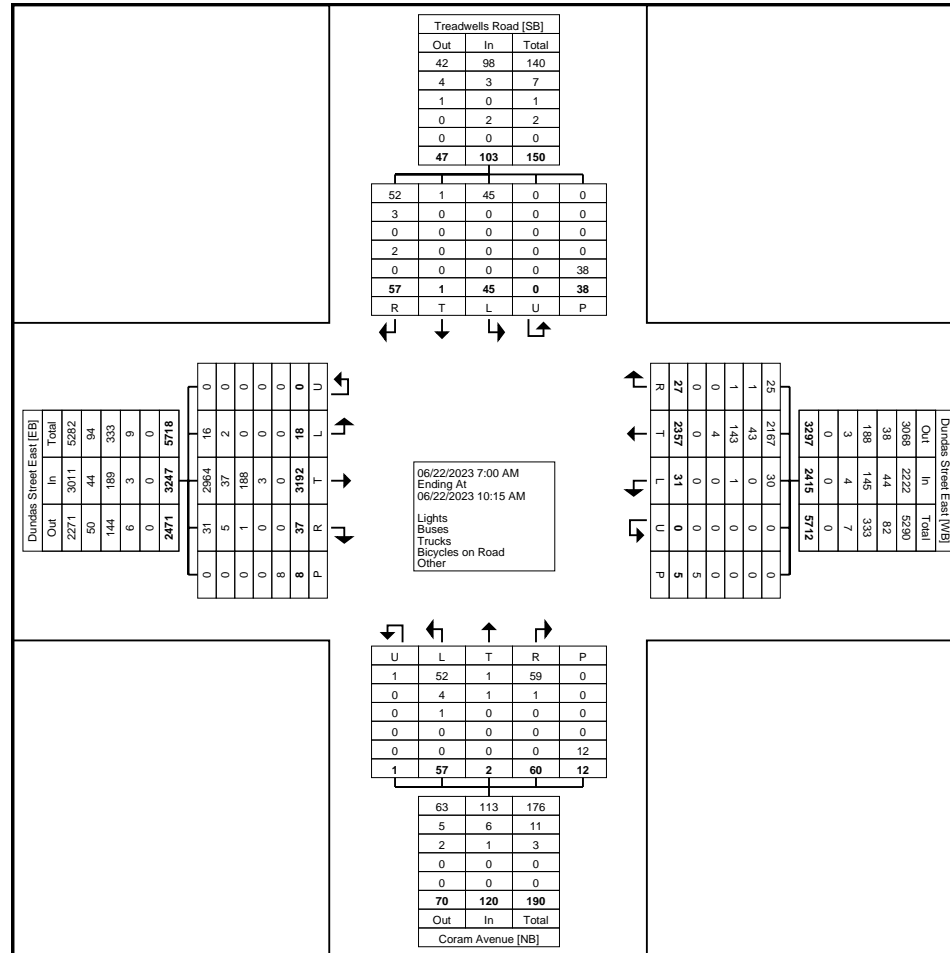 Treadwells Road [SB]
Out In Total
42 98 140
4 3 7
1 0 1
0 2 2
0 0 0
47 103 150
52 1 45 0 0
3 0 0 0 0
0 0 0 0 0
2 0 0 0 0
0 0 0 0 38
57 1 45 0 38
R T L U P
Dundas Street East [EB]
Total In Out
5282 3011 2271
94 44 50
333 189 144
9 3 6
0 0 0
5718 3247 2471
0 16 2964 31 0
0 2 37 5 0
0 0 188 1 0
0 0 3 0 0
0 0 0 0 8
0 18 3192 37 8
U L T R P
06/22/2023 7:00 AM
Ending At
06/22/2023 10:15 AM
Lights
Buses
Trucks
Bicycles on Road
Other
R T L U P
27 2357 31 0 5
0 0 0 0 5
0 4 0 0 0
1 143 1 0 0
1 43 0 0 0
25 2167 30 0 0
3297 2415 5712
0 0 0
3 4 7
188 145 333
38 44 82
3068 2222 5290
Out In Total
Dundas Street East [WB]
U L T R P
1 52 1 59 0
0 4 1 1 0
0 1 0 0 0
0 0 0 0 0
0 0 0 0 12
1 57 2 60 12
63 113 176
5 6 11
2 1 3
0 0 0
0 0 0
70 120 190
Out In Total
Coram Avenue [NB]